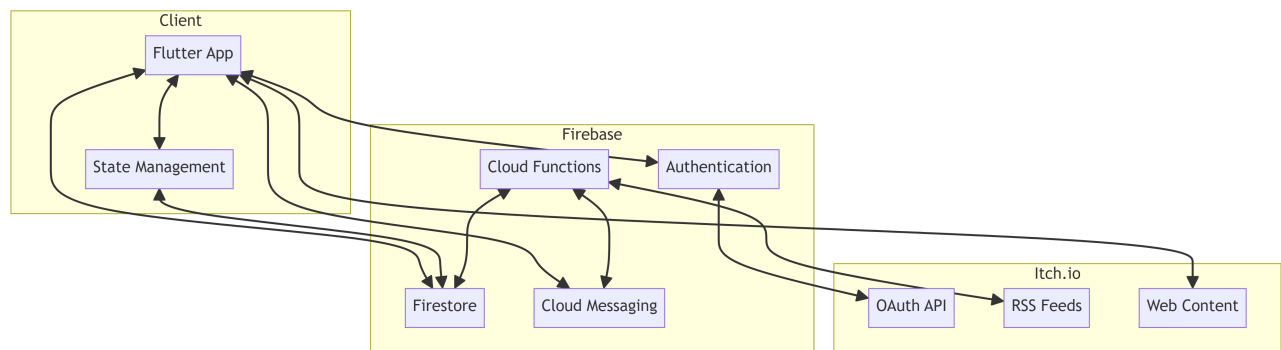 Client
Flutter App
State Management
Firebase
Cloud Functions
Authentication
Firestore
Cloud Messaging
Itch.io
OAuth API
RSS Feeds
Web Content